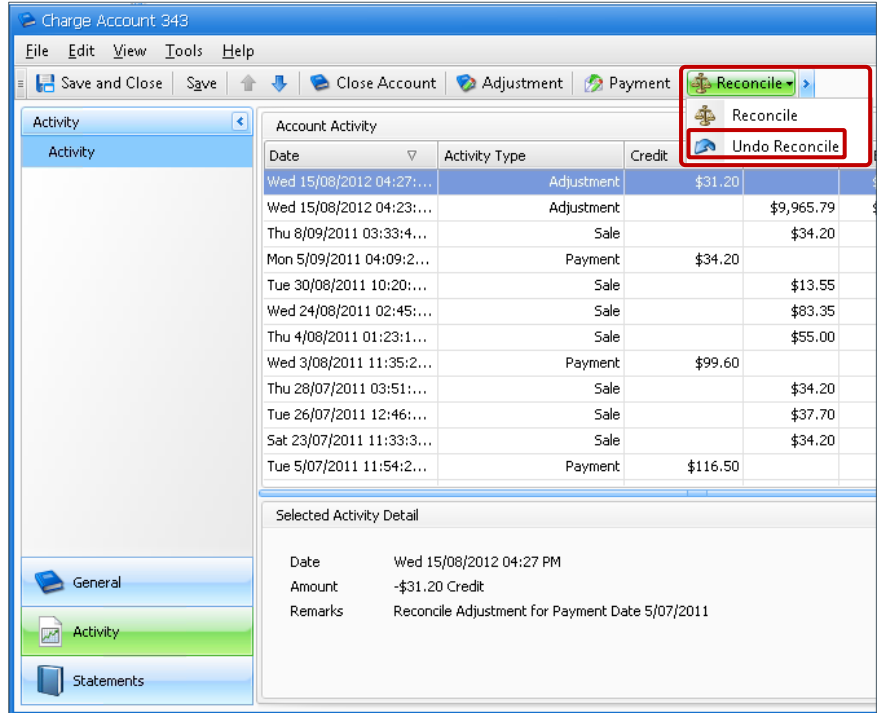 Charge Account 343
File Edit View Tools Help
Save and Close Save Close Account Adjustment Payment Reconcile
Reconcile
Undo Reconcile
Activity
Activity
Account Activity
Date Activity Type Credit
Wed 15/08/2012 04:27:... Adjustment $31.20
Wed 15/08/2012 04:23:... Adjustment $9,965.79
Thu 8/09/2011 03:33:4... Sale $34.20
Mon 5/09/2011 04:09:2... Payment $34.20
Tue 30/08/2011 10:20:... Sale $13.55
Wed 24/08/2011 02:45:... Sale $83.35
Thu 4/08/2011 01:23:1... Sale $55.00
Wed 3/08/2011 11:35:2... Payment $99.60
Thu 28/07/2011 03:51:... Sale $34.20
Tue 26/07/2011 12:46:... Sale $37.70
Sat 23/07/2011 11:33:3... Sale $34.20
Tue 5/07/2011 11:54:2... Payment $116.50
Selected Activity Detail
Date Wed 15/08/2012 04:27 PM
Amount -$31.20 Credit
Remarks Reconcile Adjustment for Payment Date 5/07/2011
General
Activity
Statements